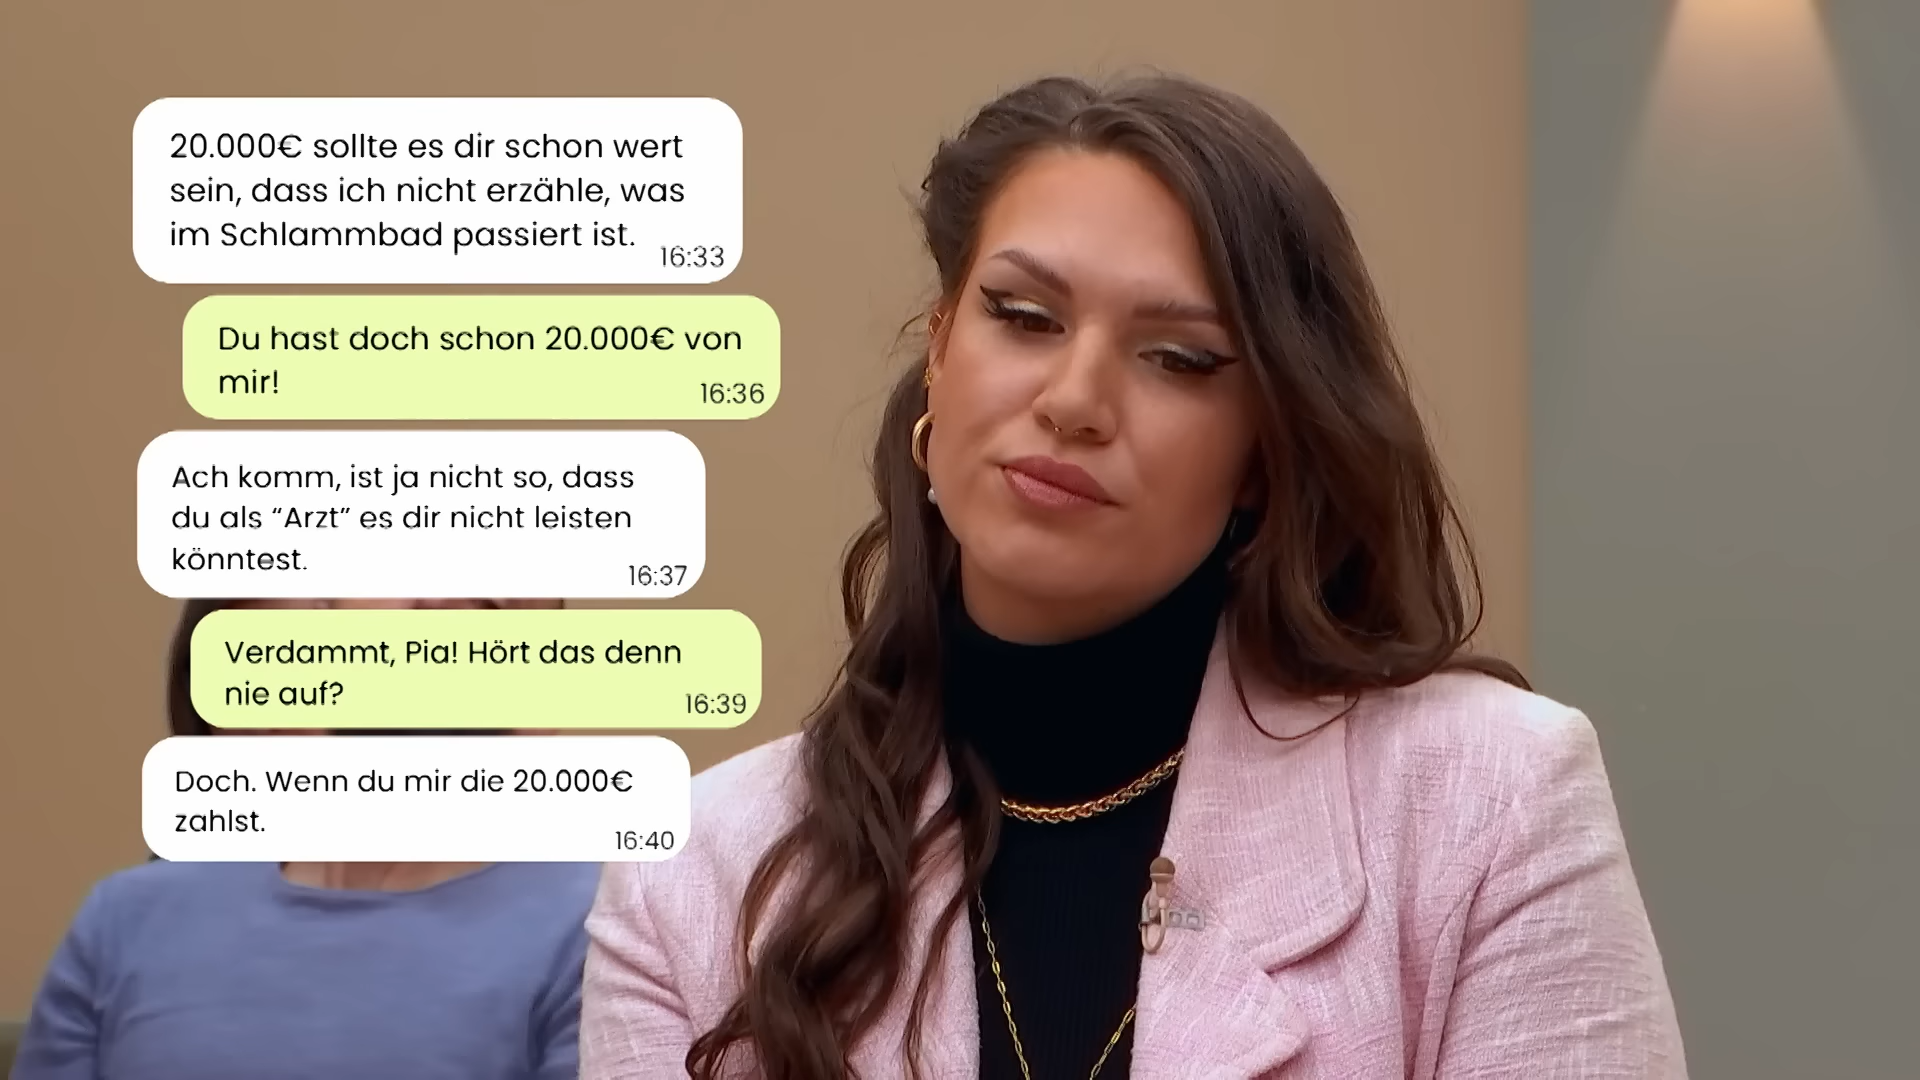 20.000€ sollte es dir schon wert
sein, dass ich nicht erzähle, was
im Schlammbad passiert ist.
16:33
Du hast doch schon 20.000€ von
mir!
16:36
Ach komm, ist ja nicht so, dass
du als “Arzt” es dir nicht leisten
könntest.
16:37
Verdammt, Pia! Hört das denn
nie auf?
16:39
Doch. Wenn du mir die 20.000€
zahlst.
16:40